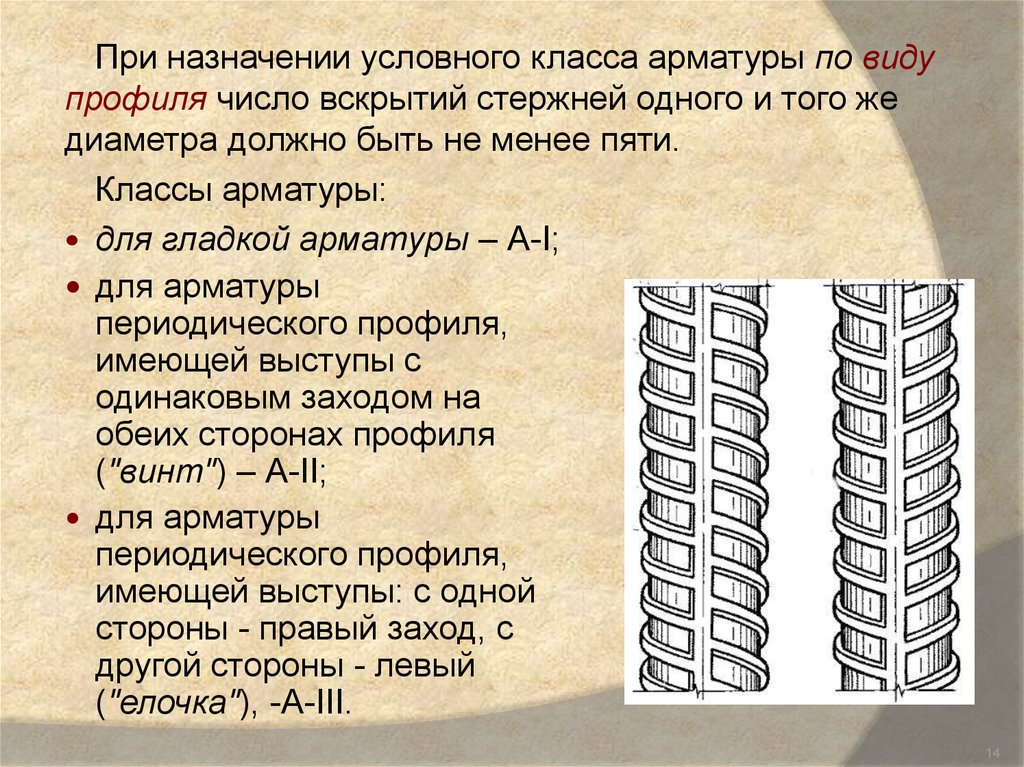 При назначении условного класса арматуры по виду
профиля число вскрытий стержней одного и того же
диаметра должно быть не менее пяти.
Классы арматуры:
• для гладкой арматуры – А-I;
• для арматуры
периодического профиля,
имеющей выступы с
одинаковым заходом на
обеих сторонах профиля
("винт") – А-II;
• для арматуры
периодического профиля,
имеющей выступы: с одной
стороны - правый заход, с
другой стороны - левый
("елочка"), -А-III.
14